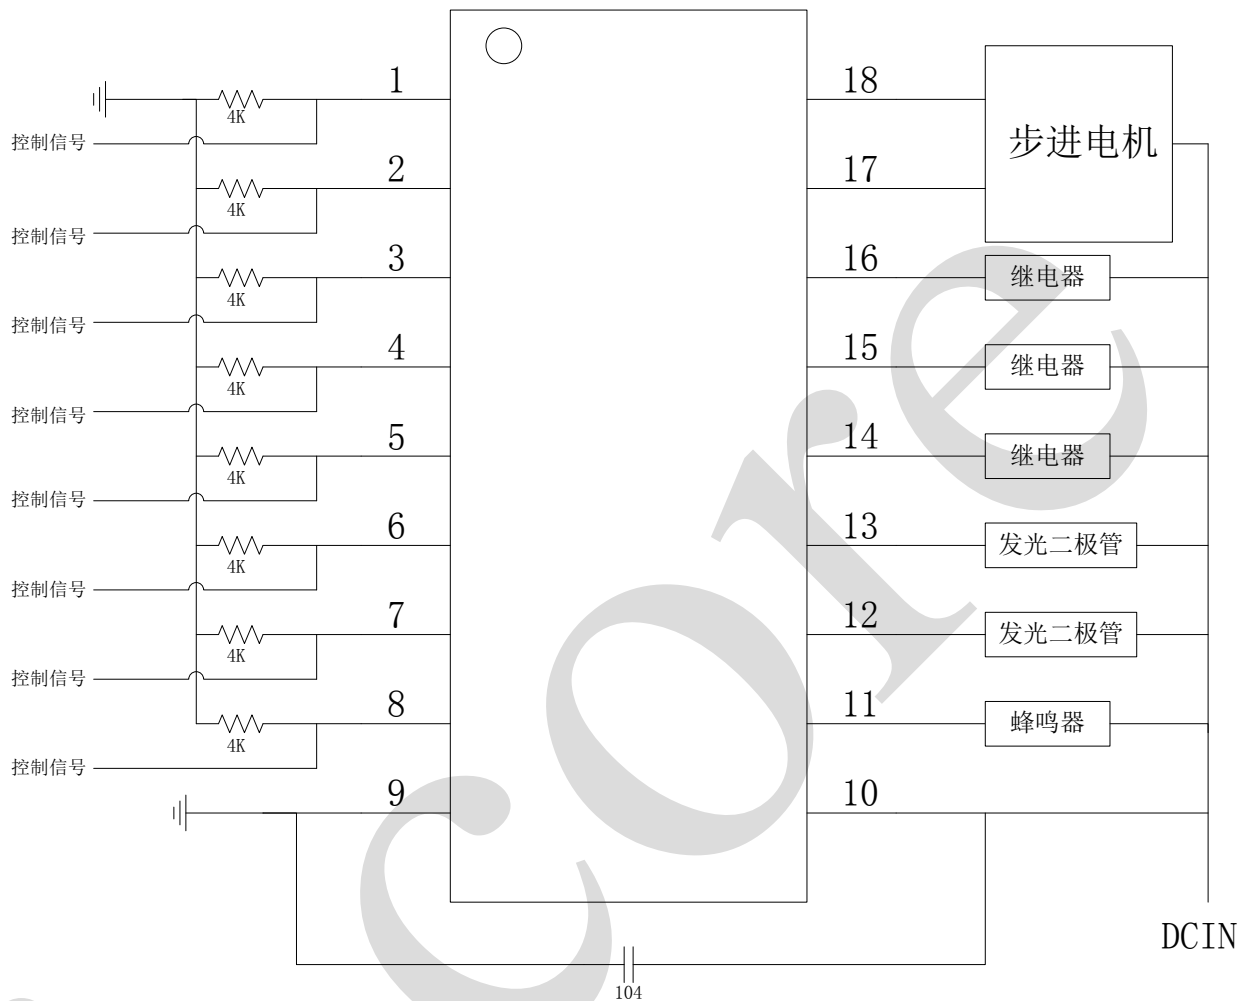 1
18
4K
控制信号
步进电机
2
17
4K
控制信号
3
16
继电器
4K
控制信号
4
15
继电器
4K
控制信号
5
14
继电器
4K
控制信号
6
13
发光二极管
4K
控制信号
7
12
发光二极管
4K
控制信号
8
11
蜂鸣器
4K
控制信号
9
10
DCIN
104
core